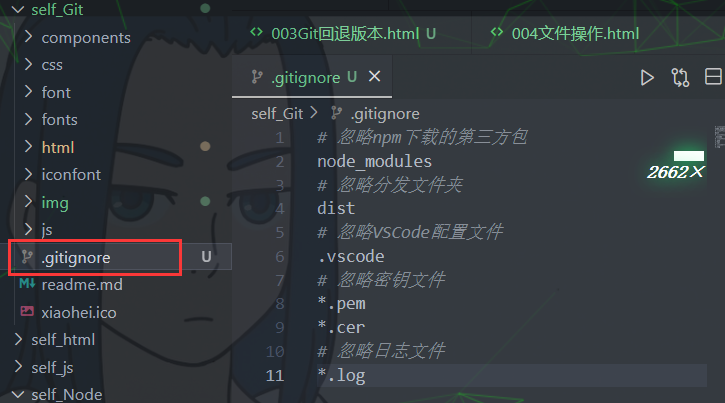 self_Git
components
css
font
fonts
html
iconfont
img
js
.gitignore U
readme.md
xiaohei.ico
self_html
self_js
self_Node
003Git回退版本.html U
004文件操作.html
.gitignore U
self_Git > .gitignore
1 # 忽略npm下载的第三方包
2 node_modules
3 # 忽略分发文件夹
4 dist
5 # 忽略VSCode配置文件
6 .vscode
7 # 忽略密钥文件
8 *.pem
9 *.cer
10 # 忽略日志文件
11 *.log
2662×